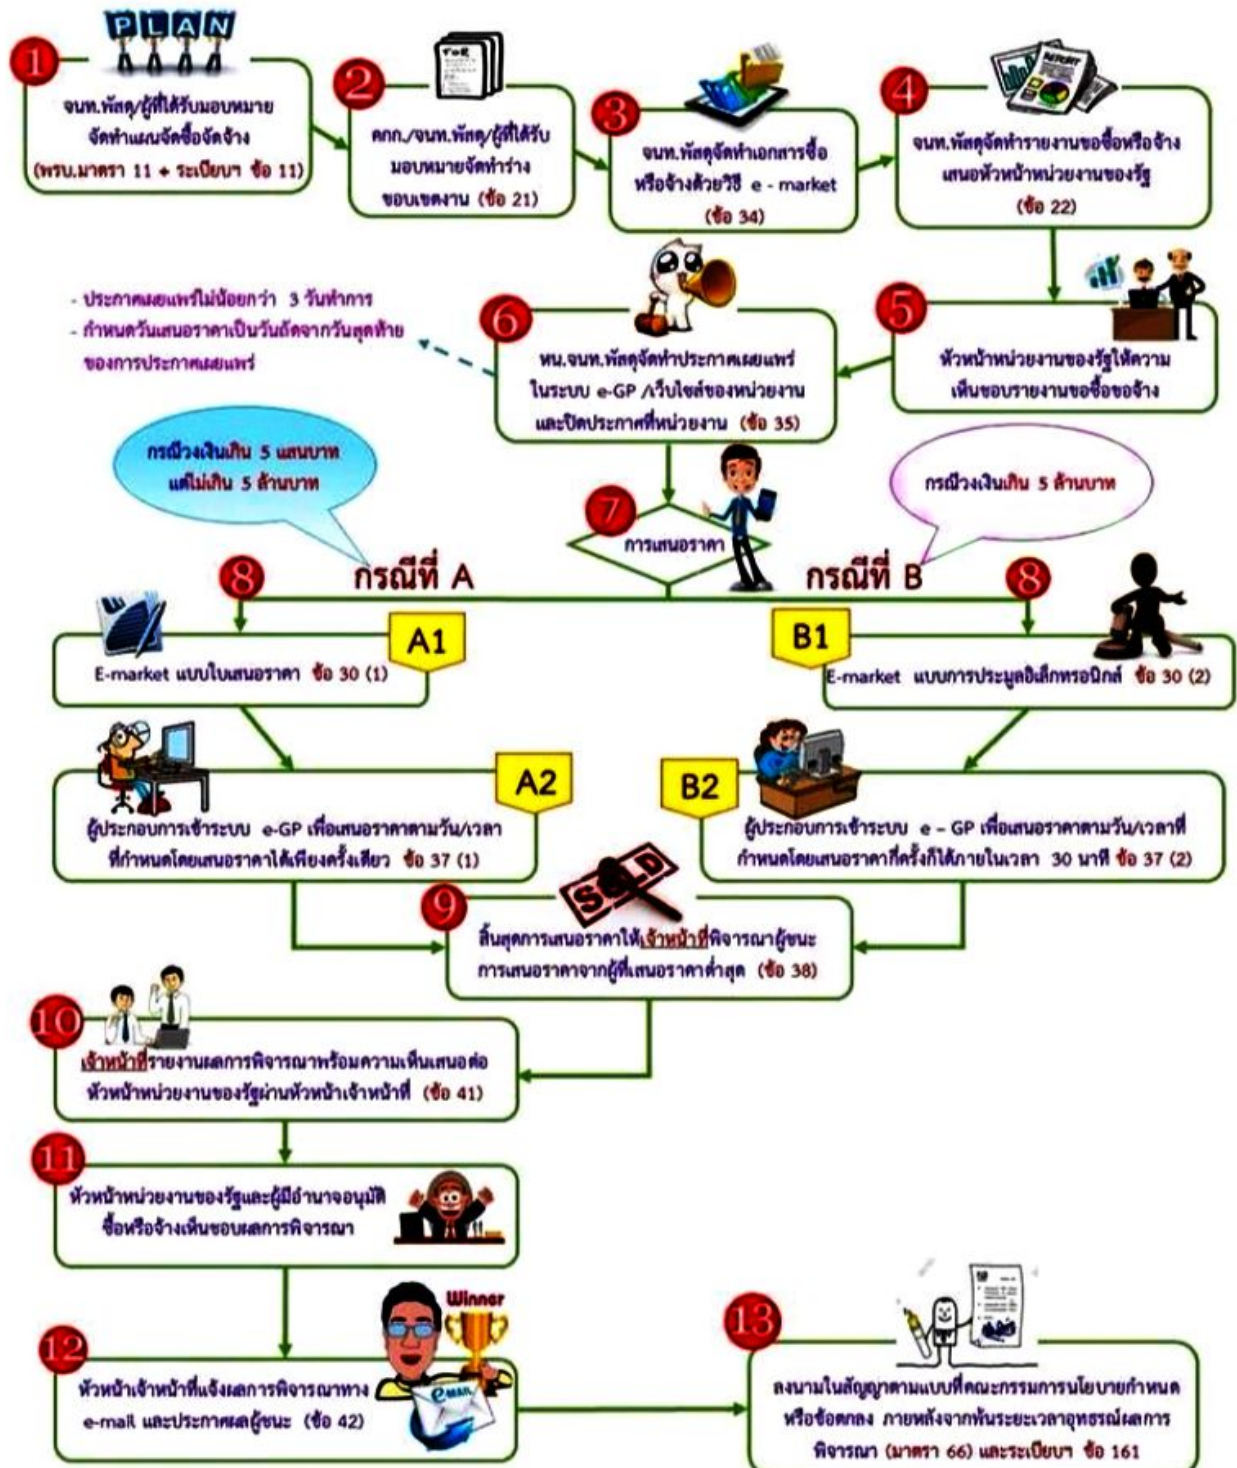 PLAN
1
จนท.พัสดุ/ผู้ที่ได้รับมอบหมาย
จัดทำแผนจัดซื้อจัดจ้าง
(พรบ.มาตรา 11 + ระเบียบฯ ข้อ 11)
2
TOR
คกก./จนท.พัสดุ/ผู้ที่ได้รับ
มอบหมายจัดทำร่าง
ขอบเขตงาน (ข้อ 21)
3
จนท.พัสดุจัดทำเอกสารซื้อ
หรือจ้างด้วยวิธี e - market
(ข้อ 34)
4
REPORT
จนท.พัสดุจัดทำรายงานขอซื้อหรือจ้าง
เสนอหัวหน้าหน่วยงานของรัฐ
(ข้อ 22)
5
หัวหน้าหน่วยงานของรัฐให้ความ
เห็นชอบรายงานขอซื้อขอจ้าง
6
หน.จนท.พัสดุจัดทำประกาศเผยแพร่
ในระบบ e-GP /เว็บไซส์ของหน่วยงาน
และปิดประกาศที่หน่วยงาน (ข้อ 35)
- ประกาศเผยแพร่ไม่น้อยกว่า 3 วันทำการ
- กำหนดวันเสนอราคาเป็นวันถัดจากวันสุดท้าย
ของการประกาศเผยแพร่
กรณีวงเงินเกิน 5 แสนบาท
แต่ไม่เกิน 5 ล้านบาท
กรณีวงเงินเกิน 5 ล้านบาท
7
การเสนอราคา
8
กรณีที่ A
กรณีที่ B
8
A1
E-market แบบใบเสนอราคา ข้อ 30 (1)
B1
E-market แบบการประมูลอิเล็กทรอนิกส์ ข้อ 30 (2)
A2
ผู้ประกอบการเข้าระบบ e-GP เพื่อเสนอราคาตามวัน/เวลา
ที่กำหนดโดยเสนอราคาได้เพียงครั้งเดียว ข้อ 37 (1)
B2
ผู้ประกอบการเข้าระบบ e – GP เพื่อเสนอราคาตามวัน/เวลาที่
กำหนดโดยเสนอราคากี่ครั้งก็ได้ภายในเวลา 30 นาที ข้อ 37 (2)
9
SOLD
สิ้นสุดการเสนอราคาให้เจ้าหน้าที่พิจารณาผู้ชนะ
การเสนอราคาจากผู้ที่เสนอราคาต่ำสุด (ข้อ 38)
10
เจ้าหน้าที่รายงานผลการพิจารณาพร้อมความเห็นเสนอต่อ
หัวหน้าหน่วยงานของรัฐผ่านหัวหน้าเจ้าหน้าที่ (ข้อ 41)
11
หัวหน้าหน่วยงานของรัฐและผู้มีอำนาจอนุมัติ
ซื้อหรือจ้างเห็นชอบผลการพิจารณา
12
Winner
e-MAIL
หัวหน้าเจ้าหน้าที่แจ้งผลการพิจารณาทาง
e-mail และประกาศผลผู้ชนะ (ข้อ 42)
13
ลงนามในสัญญาตามแบบที่คณะกรรมการนโยบายกำหนด
หรือข้อตกลง ภายหลังจากพ้นระยะเวลาอุทธรณ์ผลการ
พิจารณา (มาตรา 66) และระเบียบฯ ข้อ 161